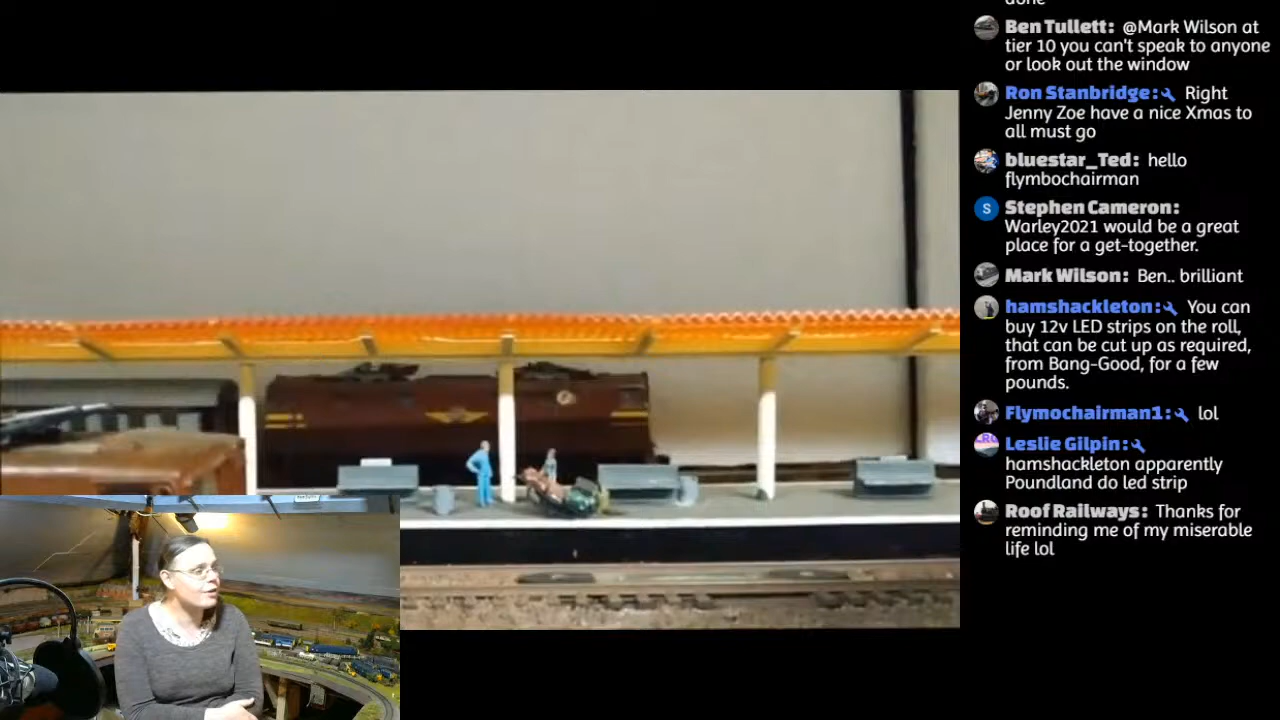 done
Ben Tullett: @Mark Wilson at
tier 10 you can't speak to anyone
or look out the window
Ron Stanbridge: Right
Jenny Zoe have a nice Xmas to
all must go
bluestar_Ted: hello
flymbochairman
S
Stephen Cameron:
Warley2021 would be a great
place for a get-together.
Mark Wilson: Ben.. brilliant
hamshackleton: You can
buy 12v LED strips on the roll,
that can be cut up as required,
from Bang-Good, for a few
pounds.
Flymochairman1: lol
Leslie Gilpin:
hamshackleton apparently
Poundland do led strip
Roof Railways: Thanks for
reminding me of my miserable
life lol